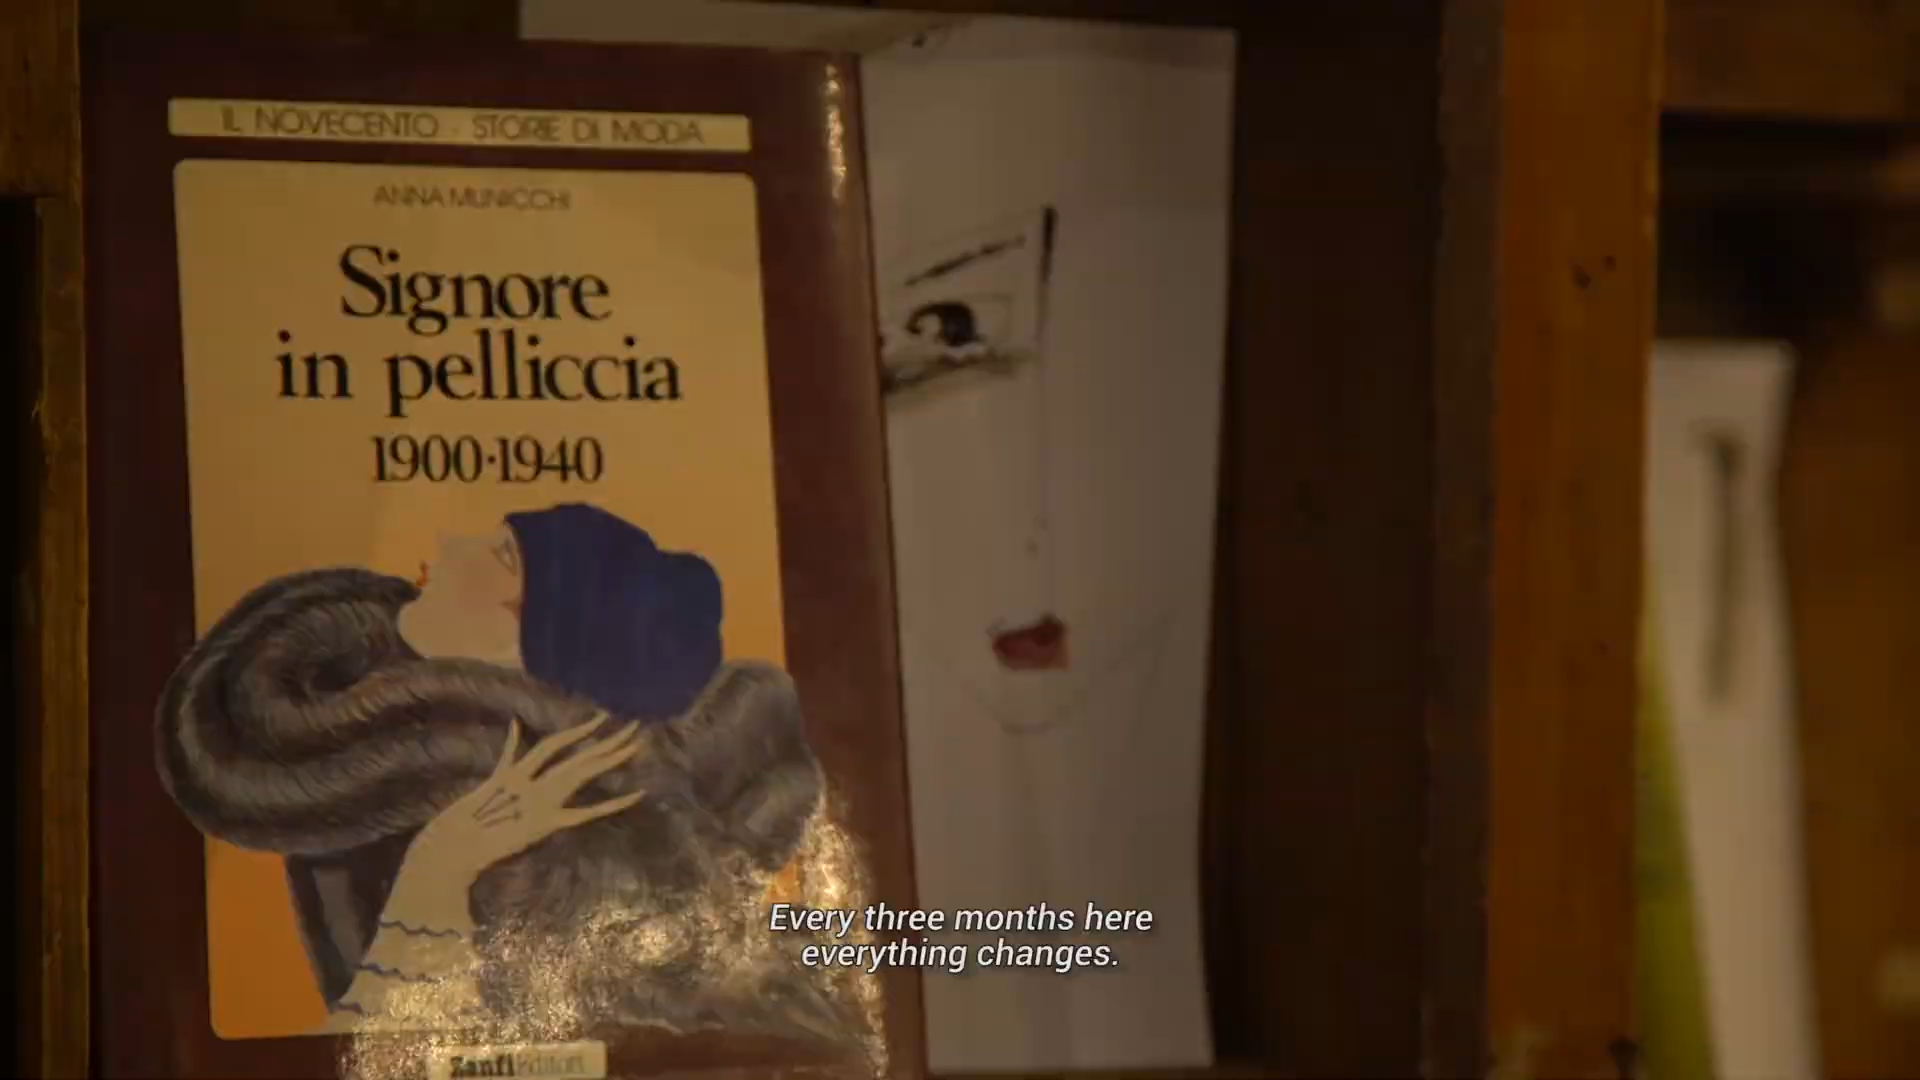 IL NOVECENTO - STORIE DI MODA
ANNA MUNICCHI
Signore
in pelliccia
1900·1940
Every three months here
everything changes.
Zanfi Editori